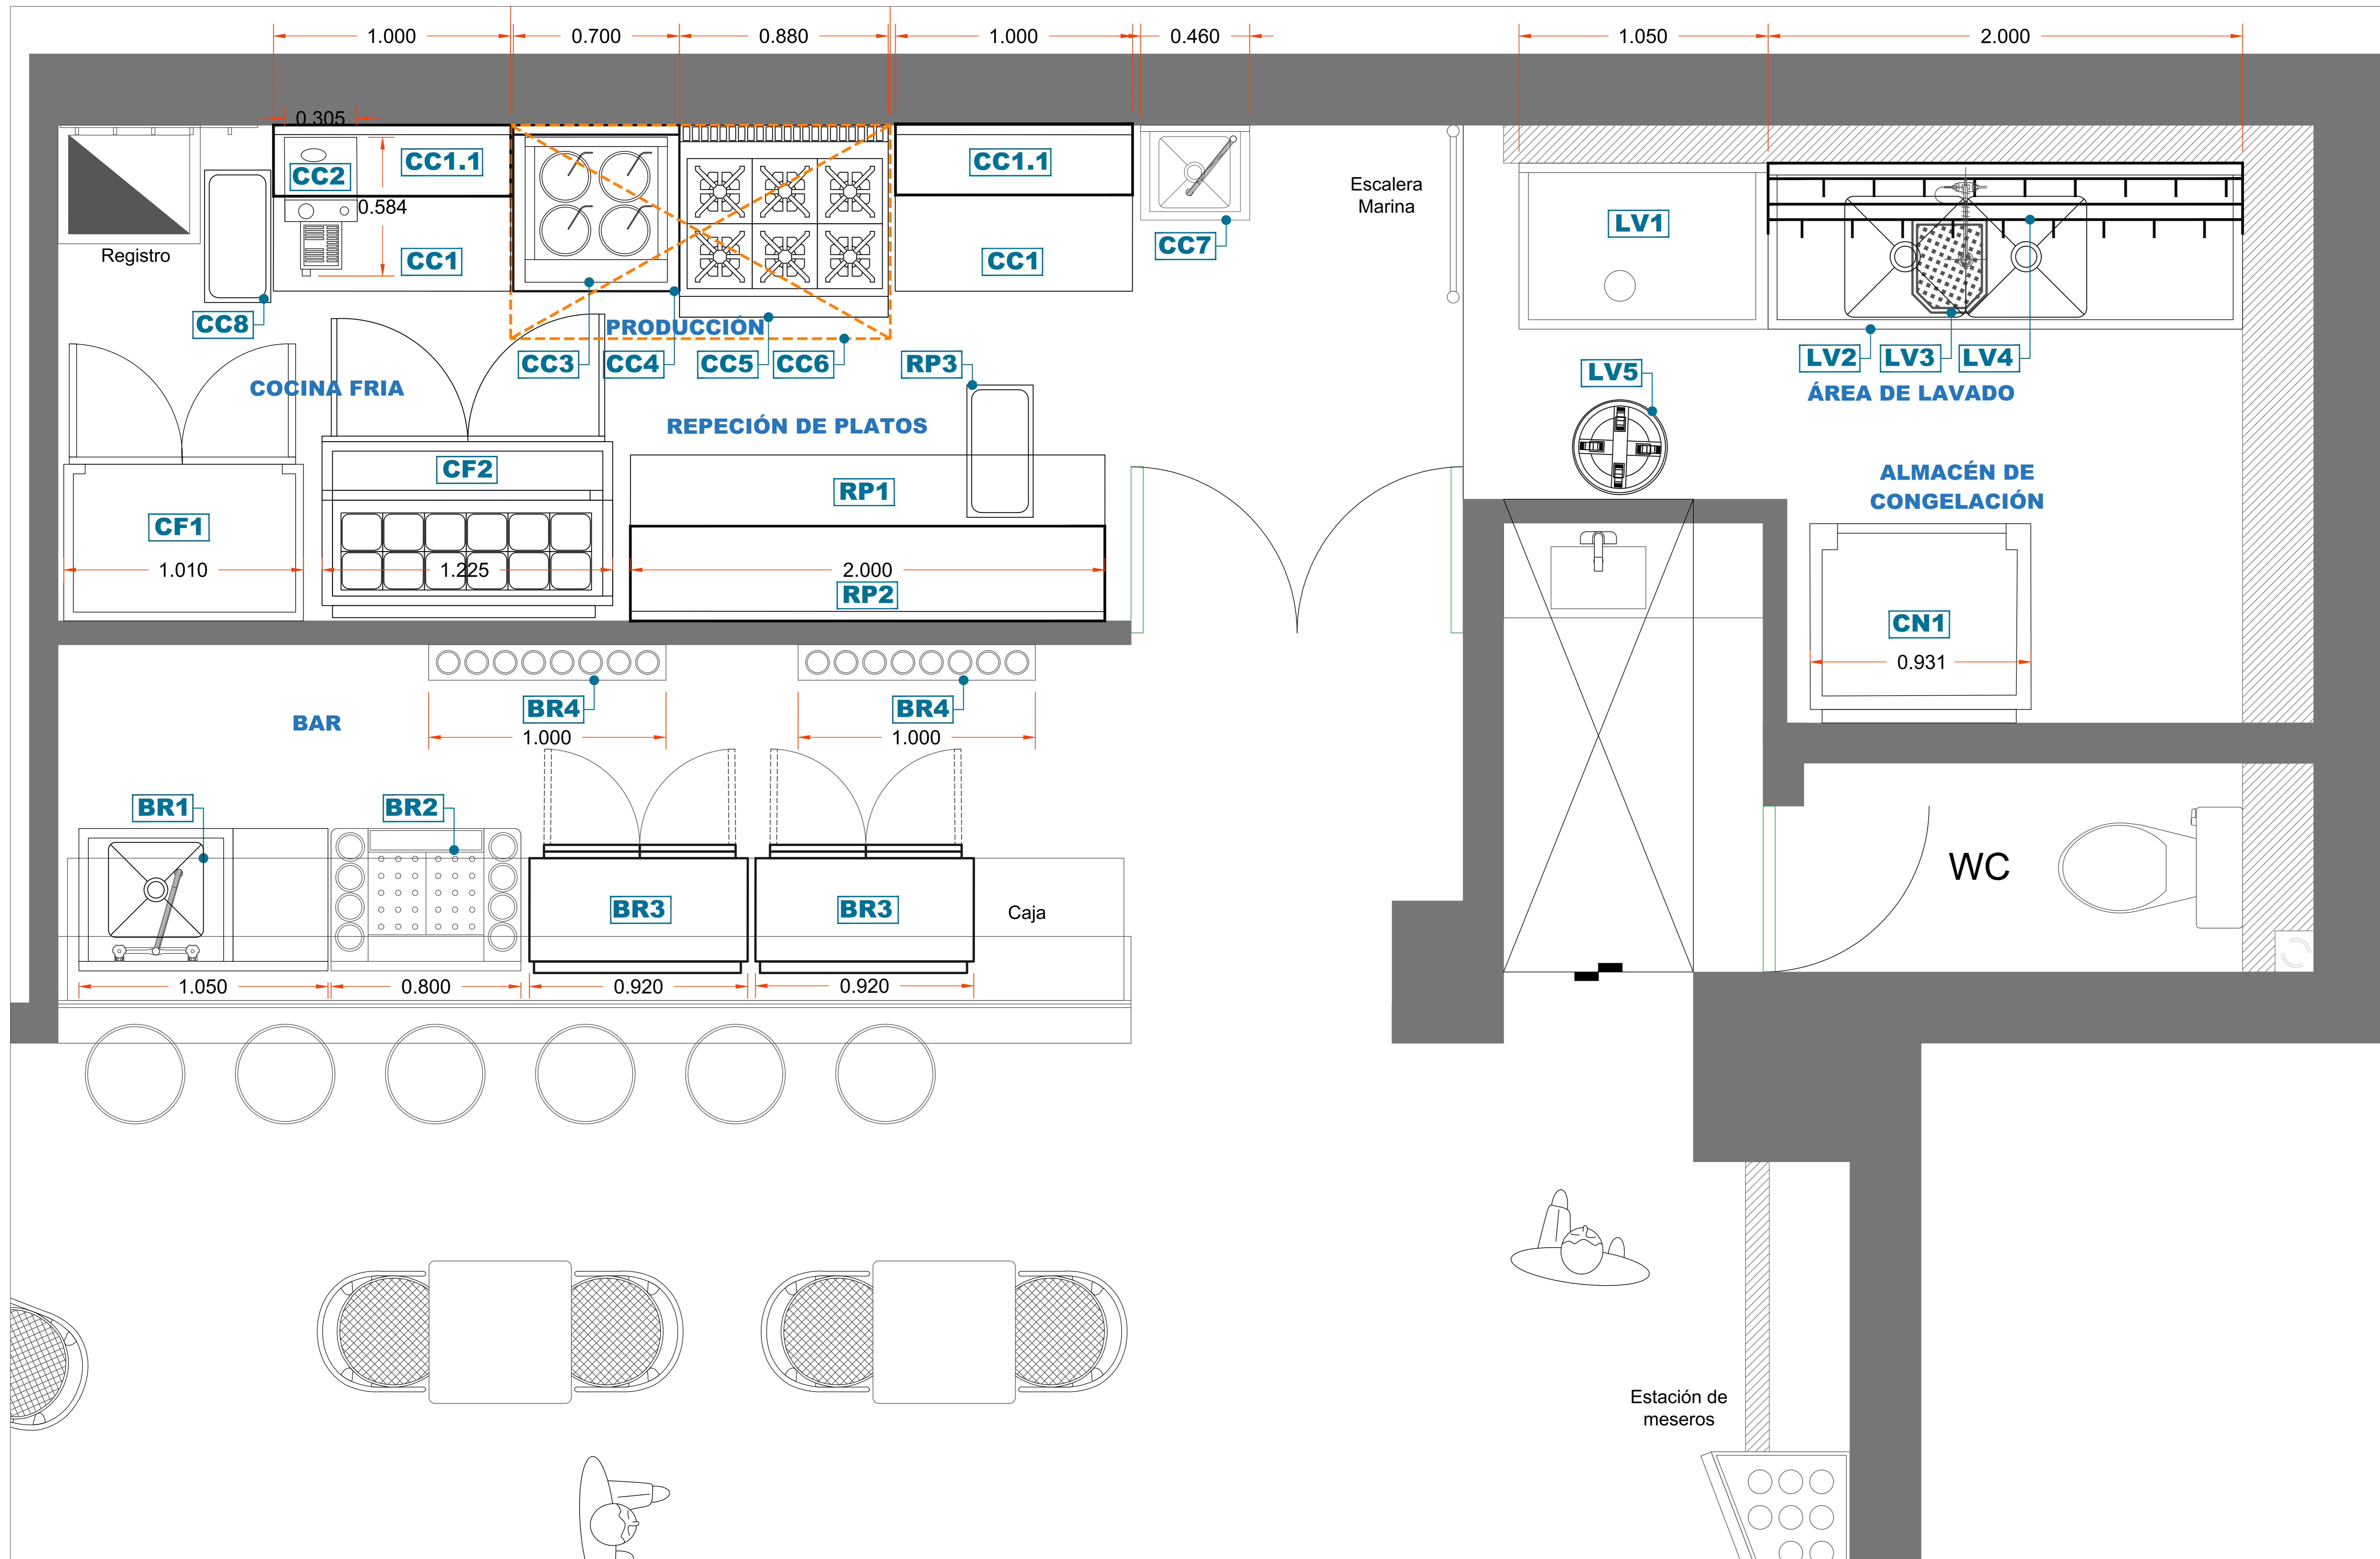 1.000
0.700
0.880
1.000
0.460
1.050
2.000
0.305
CC2
CC1.1
CC1.1
0.584
Escalera
Marina
LV1
CC7
Registro
CC1
CC1
CC8
PRODUCCIÓN
CC3
CC4
CC5
CC6
RP3
LV2
LV3
LV4
LV5
COCINA FRIA
ÁREA DE LAVADO
REPECIÓN DE PLATOS
CF2
ALMACÉN DE
CONGELACIÓN
RP1
CF1
1.010
1.225
2.000
RP2
CN1
0.931
BR4
BR4
BAR
1.000
1.000
BR1
BR2
BR3
BR3
Caja
WC
1.050
0.800
0.920
0.920
Estación de
meseros